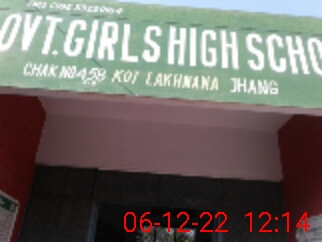 OVT. GIRLS HIGH SCHO
CHAK NO 458 KOT LAKHNANA JHANG
06-12-22 12:14